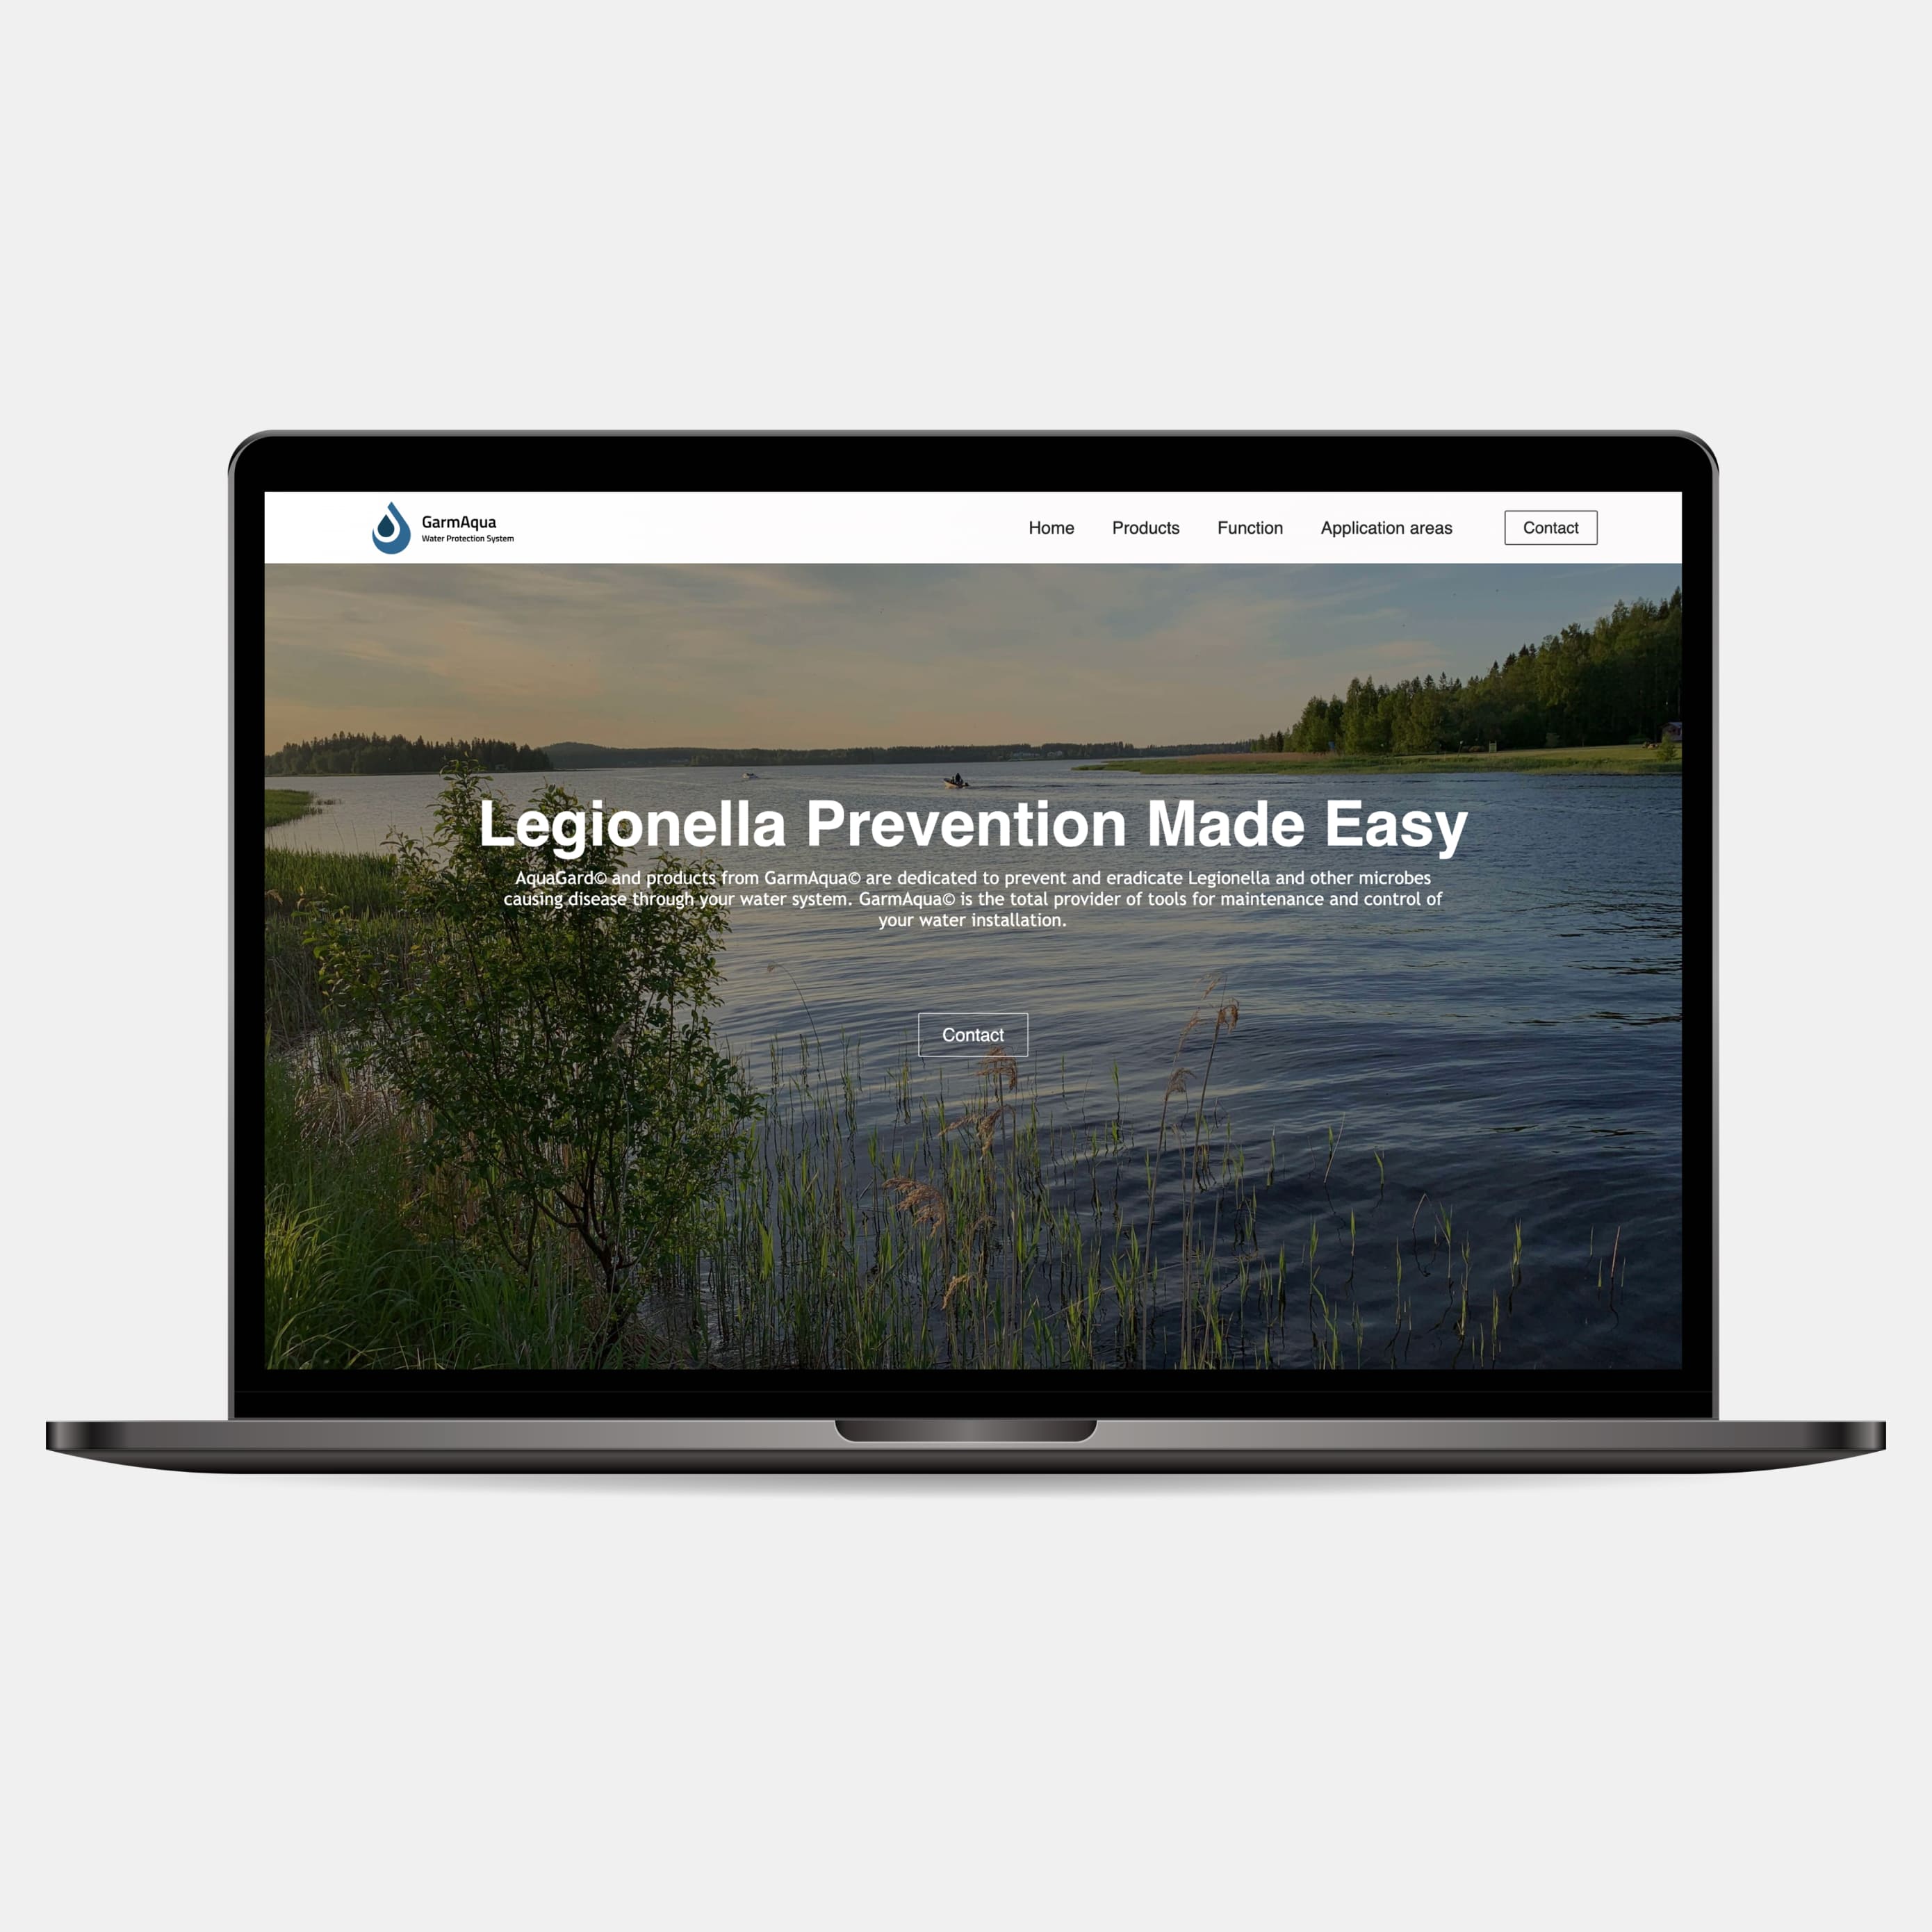 GarmAqua
Water Protection System
Home Products Function Application areas Contact
Legionella Prevention Made Easy
AquaGard© and products from GarmAqua© are dedicated to prevent and eradicate Legionella and other microbes
causing disease through your water system. GarmAqua© is the total provider of tools for maintenance and control of
your water installation.
Contact